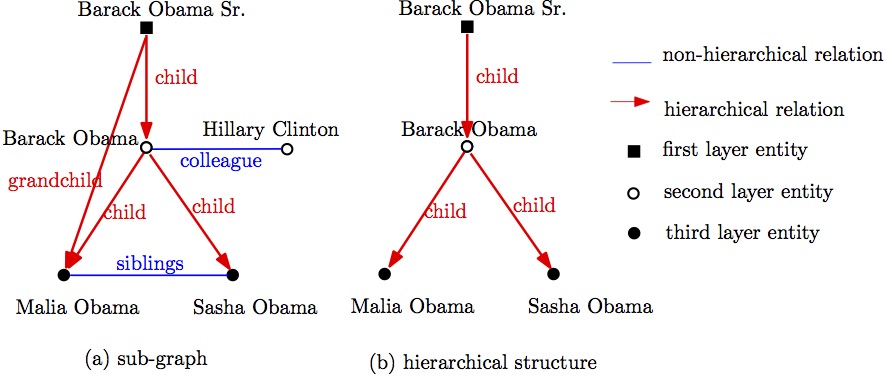 Barack Obama Sr.
child
Barack Obama
Hillary Clinton
colleague
grandchild
child
child
siblings
Malia Obama
Sasha Obama
(a) sub-graph
Barack Obama Sr.
child
Barack Obama
child
child
Malia Obama
Sasha Obama
(b) hierarchical structure
non-hierarchical relation
hierarchical relation
first layer entity
second layer entity
third layer entity